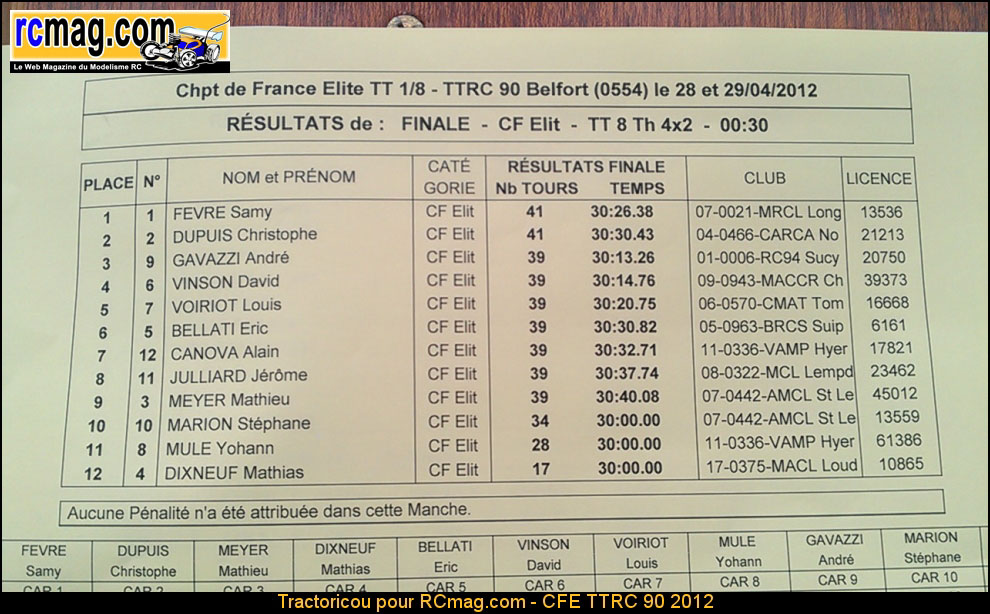 rcmag.com
Le Web Magazine du Modelisme RC
Chpt de France Elite TT 1/8 - TTRC 90 Belfort (0554) le 28 et 29/04/2012
RÉSULTATS de : FINALE - CF Elit - TT 8 Th 4x2 - 00:30
PLACE N° NOM et PRÉNOM CATÉ GORIE RÉSULTATS FINALE Nb TOURS TEMPS CLUB LICENCE
1 1 FEVRE Samy CF Elit 41 30:26.38 07-0021-MRCL Long 13536
2 2 DUPUIS Christophe CF Elit 41 30:30.43 04-0466-CARCA No 21213
3 9 GAVAZZI André CF Elit 39 30:13.26 01-0006-RC94 Sucy 20750
4 6 VINSON David CF Elit 39 30:14.76 09-0943-MACCR Ch 39373
5 7 VOIRIOT Louis CF Elit 39 30:20.75 06-0570-CMAT Tom 16668
6 5 BELLATI Eric CF Elit 39 30:30.82 05-0963-BRCS Suip 6161
7 12 CANOVA Alain CF Elit 39 30:32.71 11-0336-VAMP Hyer 17821
8 11 JULLIARD Jérôme CF Elit 39 30:37.74 08-0322-MCL Lempd 23462
9 3 MEYER Mathieu CF Elit 39 30:40.08 07-0442-AMCL St Le 45012
10 10 MARION Stéphane CF Elit 34 30:00.00 07-0442-AMCL St Le 13559
11 8 MULE Yohann CF Elit 28 30:00.00 11-0336-VAMP Hyer 61386
12 4 DIXNEUF Mathias CF Elit 17 30:00.00 17-0375-MACL Loud 10865
Aucune Pénalité n'a été attribuée dans cette Manche.
FEVRE DUPUIS MEYER DIXNEUF BELLATI VINSON VOIRIOT MULE GAVAZZI MARION
Samy Christophe Mathieu Mathias Eric David Louis Yohann André Stéphane
CAR 1 CAR 2 CAR 3 CAR 4 CAR 5 CAR 6 CAR 7 CAR 8 CAR 9 CAR 10
Tractoricou pour RCmag.com - CFE TTRC 90 2012